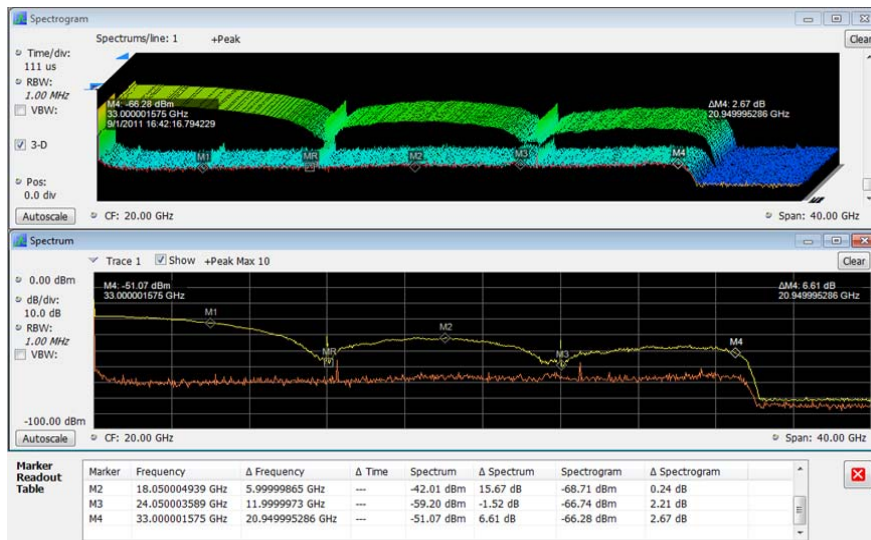 Spectrogram
Spectrums/line: 1 +Peak Clear
Time/div:
111 us
RBW:
1.00 MHz
VBW:
3-D
Pos:
0.0 div
Autoscale
M4: -66.28 dBm
33.000001575 GHz
9/1/2011 16:42:16.794229
ΔM4: 2.67 dB
20.949995286 GHz
M1 MR M2 M3 M4
CF: 20.00 GHz Span: 40.00 GHz
Spectrum
Trace 1 Show +Peak Max 10 Clear
0.00 dBm
dB/div:
10.0 dB
RBW:
1.00 MHz
VBW:
-100.00 dBm
Autoscale
M4: -51.07 dBm
33.000001575 GHz
ΔM4: 6.61 dB
20.949995286 GHz
M1 MR M2 M3 M4
CF: 20.00 GHz Span: 40.00 GHz
Marker
Readout
Table
Marker Frequency Δ Frequency Δ Time Spectrum Δ Spectrum Spectrogram Δ Spectrogram
M2 18.050004939 GHz 5.99999865 GHz --- -42.01 dBm 15.67 dB -68.71 dBm 0.24 dB
M3 24.050003589 GHz 11.9999973 GHz --- -59.20 dBm -1.52 dB -66.74 dBm 2.21 dB
M4 33.000001575 GHz 20.949995286 GHz --- -51.07 dBm 6.61 dB -66.28 dBm 2.67 dB